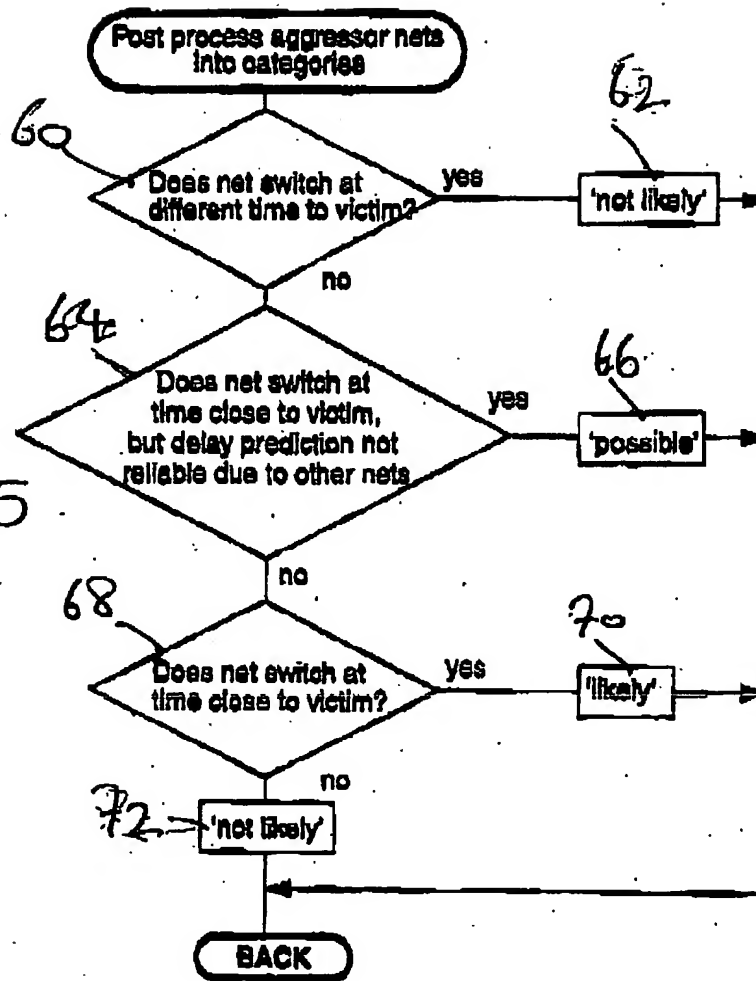 Post process aggressor nets
into categories
60
62
Does net switch at
different time to victim?
yes
'not likely'
no
64
66
Does net switch at
time close to victim,
but delay prediction not
reliable due to other nets
yes
'possible'
5
no
68
70
Does net switch at
time close to victim?
yes
'likely'
no
72
'not likely'
BACK